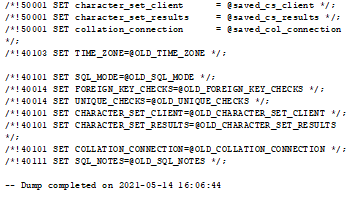 /*!50001 SET character_set_client      = @saved_cs_client */;
/*!50001 SET character_set_results     = @saved_cs_results */;
/*!50001 SET collation_connection      = @saved_col_connection
*/;
/*!40103 SET TIME_ZONE=@OLD_TIME_ZONE */;

/*!40101 SET SQL_MODE=@OLD_SQL_MODE */;
/*!40014 SET FOREIGN_KEY_CHECKS=@OLD_FOREIGN_KEY_CHECKS */;
/*!40014 SET UNIQUE_CHECKS=@OLD_UNIQUE_CHECKS */;
/*!40101 SET CHARACTER_SET_CLIENT=@OLD_CHARACTER_SET_CLIENT */;
/*!40101 SET CHARACTER_SET_RESULTS=@OLD_CHARACTER_SET_RESULTS
*/;
/*!40101 SET COLLATION_CONNECTION=@OLD_COLLATION_CONNECTION */;
/*!40111 SET SQL_NOTES=@OLD_SQL_NOTES */;

-- Dump completed on 2021-05-14 16:06:44